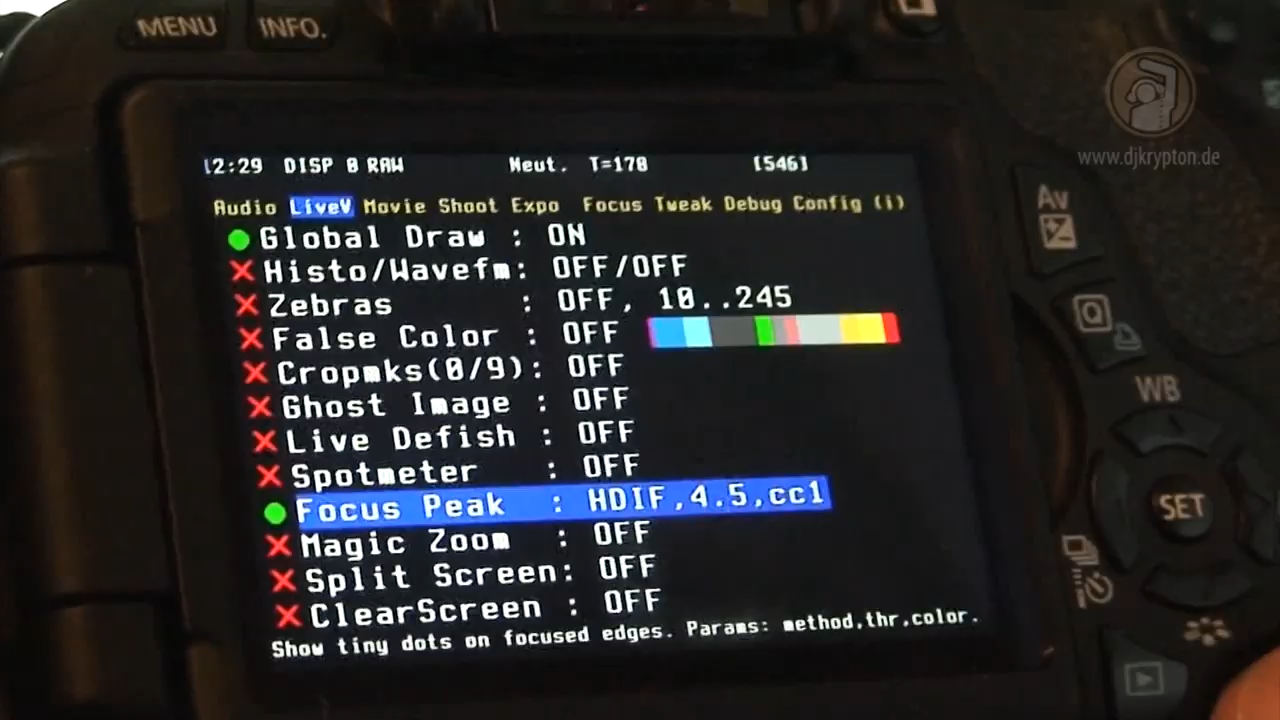 MENU INFO.
www.djkrypton.de
12:29 DISP 0 RAW Neut. T=178 [546]
Audio LiveV Movie Shoot Expo Focus Tweak Debug Config (i)
Global Draw : ON
Histo/Wavefm: OFF/OFF
Zebras : OFF, 10..245
False Color : OFF
Cropmks(0/9): OFF
Ghost Image : OFF
Live Defish : OFF
Spotmeter : OFF
Focus Peak : HDIF,4.5,cc1
Magic Zoom : OFF
Split Screen: OFF
ClearScreen : OFF
Show tiny dots on focused edges. Params: method,thr,color.
Av
Q
WB
SET